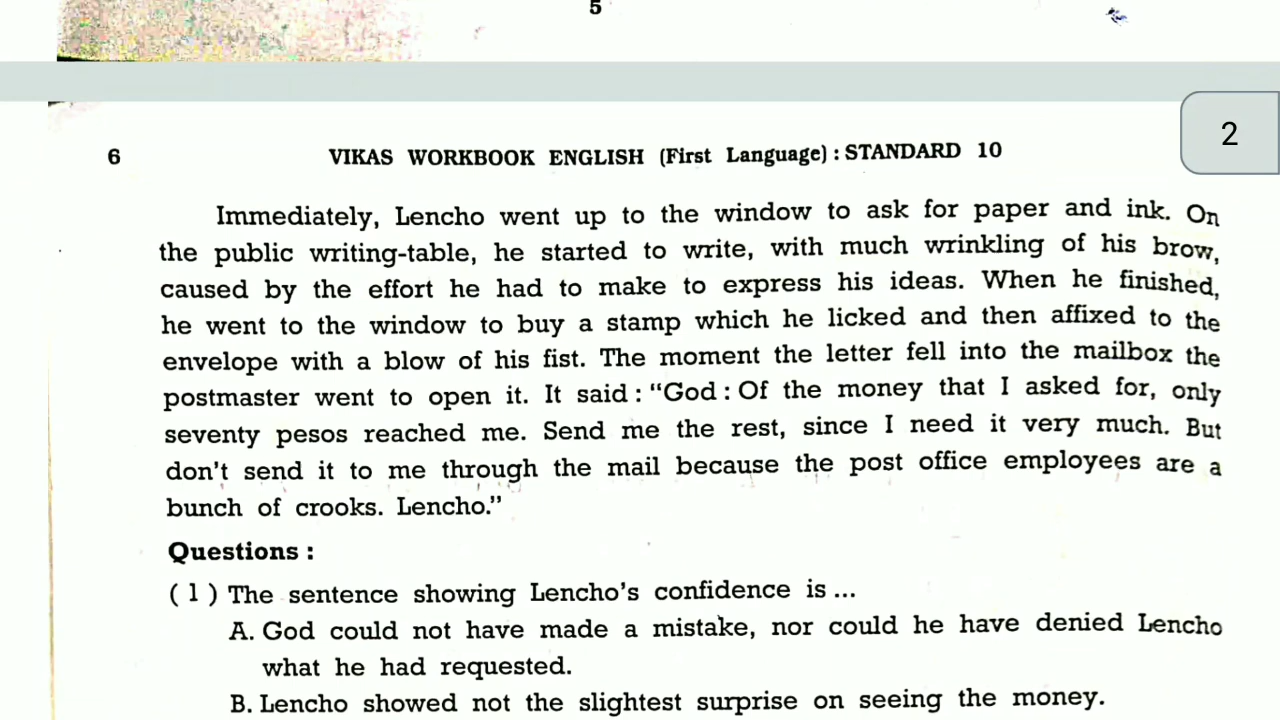 5
2
6 VIKAS WORKBOOK ENGLISH (First Language) : STANDARD 10
Immediately, Lencho went up to the window to ask for paper and ink. On
the public writing-table, he started to write, with much wrinkling of his brow,
caused by the effort he had to make to express his ideas. When he finished,
he went to the window to buy a stamp which he licked and then affixed to the
envelope with a blow of his fist. The moment the letter fell into the mailbox the
postmaster went to open it. It said : “God : Of the money that I asked for, only
seventy pesos reached me. Send me the rest, since I need it very much. But
don't send it to me through the mail because the post office employees are a
bunch of crooks. Lencho.”
Questions :
( 1 ) The sentence showing Lencho's confidence is ...
A. God could not have made a mistake, nor could he have denied Lencho
what he had requested.
B. Lencho showed not the slightest surprise on seeing the money.